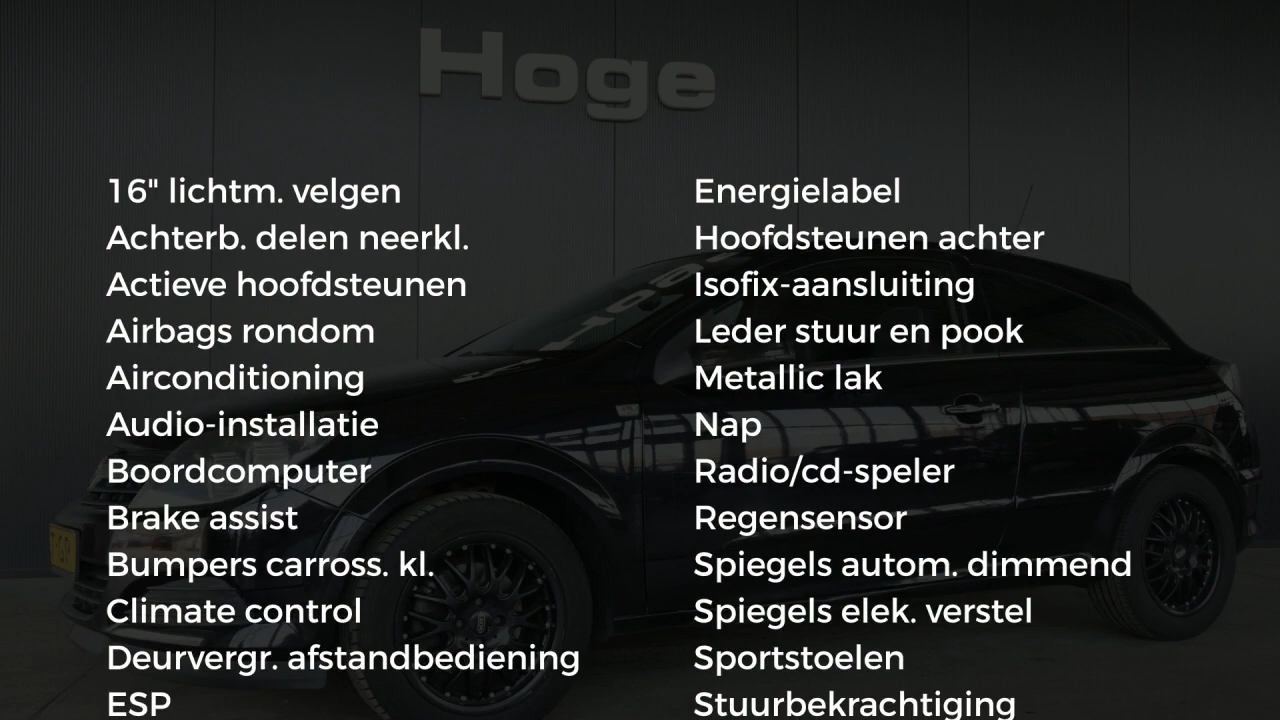 Hoge
16" lichtm. velgen
Achterb. delen neerkl.
Actieve hoofdsteunen
Airbags rondom
Airconditioning
Audio-installatie
Boordcomputer
Brake assist
Bumpers carross. kl.
Climate control
Deurvergr. afstandbediening
ESP
Energielabel
Hoofdsteunen achter
Isofix-aansluiting
Leder stuur en pook
Metallic lak
Nap
Radio/cd-speler
Regensensor
Spiegels autom. dimmend
Spiegels elek. verstel
Sportstoelen
Stuurbekrachtiging